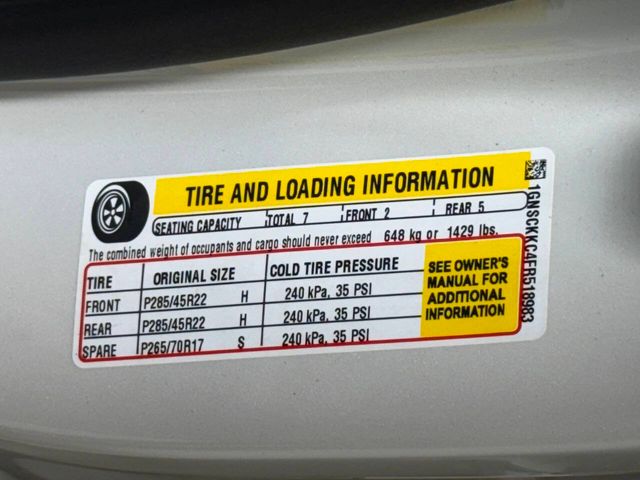 TIRE AND LOADING INFORMATION
SEATING CAPACITY TOTAL 7 FRONT 2 REAR 5
The combined weight of occupants and cargo should never exceed 648 kg or 1429 lbs.
TIRE ORIGINAL SIZE COLD TIRE PRESSURE
FRONT P285/45R22 H 240 kPa, 35 PSI
REAR P285/45R22 H 240 kPa, 35 PSI
SPARE P265/70R17 S 240 kPa, 35 PSI
SEE OWNER'S
MANUAL FOR
ADDITIONAL
INFORMATION